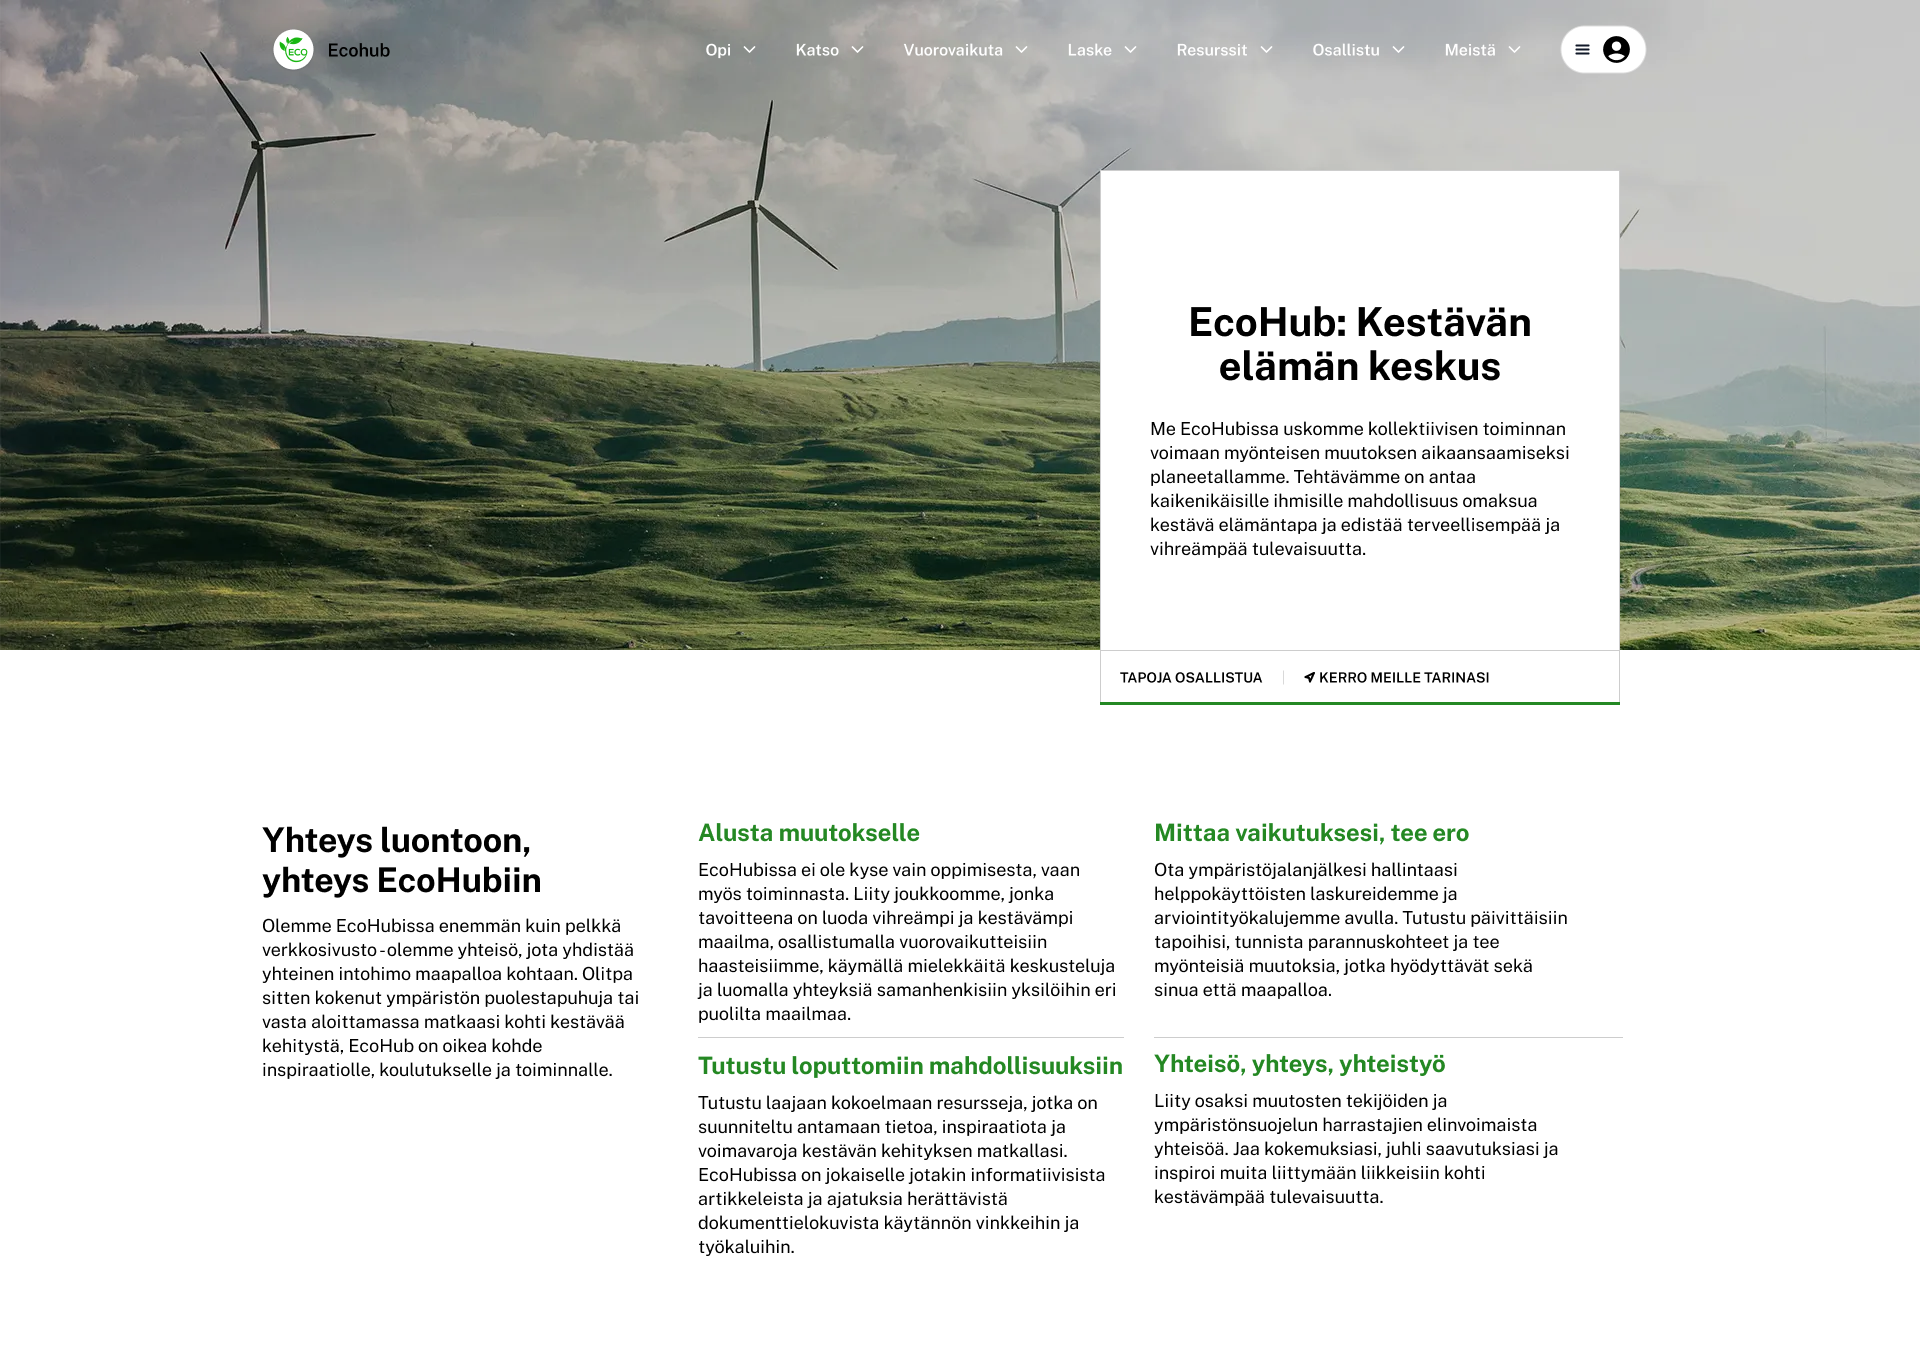 ECO
Ecohub
Opi
Katso
Vuorovaikuta
Laske
Resurssit
Osallistu
Meistä
EcoHub: Kestävän
elämän keskus
Me EcoHubissa uskomme kollektiivisen toiminnan
voimaan myönteisen muutoksen aikaansaamiseksi
planeetallamme. Tehtävämme on antaa
kaikenikäisille ihmisille mahdollisuus omaksua
kestävä elämäntapa ja edistää terveellisempää ja
vihreämpää tulevaisuutta.
TAPOJA OSALLISTUA
KERRO MEILLE TARINASI
Yhteys luontoon,
yhteys EcoHubiin
Olemme EcoHubissa enemmän kuin pelkkä
verkkosivusto - olemme yhteisö, jota yhdistää
yhteinen intohimo maapalloa kohtaan. Olitpa
sitten kokenut ympäristön puolestapuhuja tai
vasta aloittamassa matkaasi kohti kestävää
kehitystä, EcoHub on oikea kohde
inspiraatiolle, koulutukselle ja toiminnalle.
Alusta muutokselle
EcoHubissa ei ole kyse vain oppimisesta, vaan
myös toiminnasta. Liity joukkoomme, jonka
tavoitteena on luoda vihreämpi ja kestävämpi
maailma, osallistumalla vuorovaikutteisiin
haasteisiimme, käymällä mielekkäitä keskusteluja
ja luomalla yhteyksiä samanhenkisiin yksilöihin eri
puolilta maailmaa.
Tutustu loputtomiin mahdollisuuksiin
Tutustu laajaan kokoelmaan resursseja, jotka on
suunniteltu antamaan tietoa, inspiraatiota ja
voimavaroja kestävän kehityksen matkallasi.
EcoHubissa on jokaiselle jotakin informatiivisista
artikkeleista ja ajatuksia herättävistä
dokumenttielokuvista käytännön vinkkeihin ja
työkaluihin.
Mittaa vaikutuksesi, tee ero
Ota ympäristöjalanjälkesi hallintaasi
helppokäyttöisten laskureidemme ja
arviointityökalujemme avulla. Tutustu päivittäisiin
tapoihisi, tunnista parannuskohteet ja tee
myönteisiä muutoksia, jotka hyödyttävät sekä
sinua että maapalloa.
Yhteisö, yhteys, yhteistyö
Liity osaksi muutosten tekijöiden ja
ympäristönsuojelun harrastajien elinvoimaista
yhteisöä. Jaa kokemuksiasi, juhli saavutuksiasi ja
inspiroi muita liittymään liikkeisiin kohti
kestävämpää tulevaisuutta.